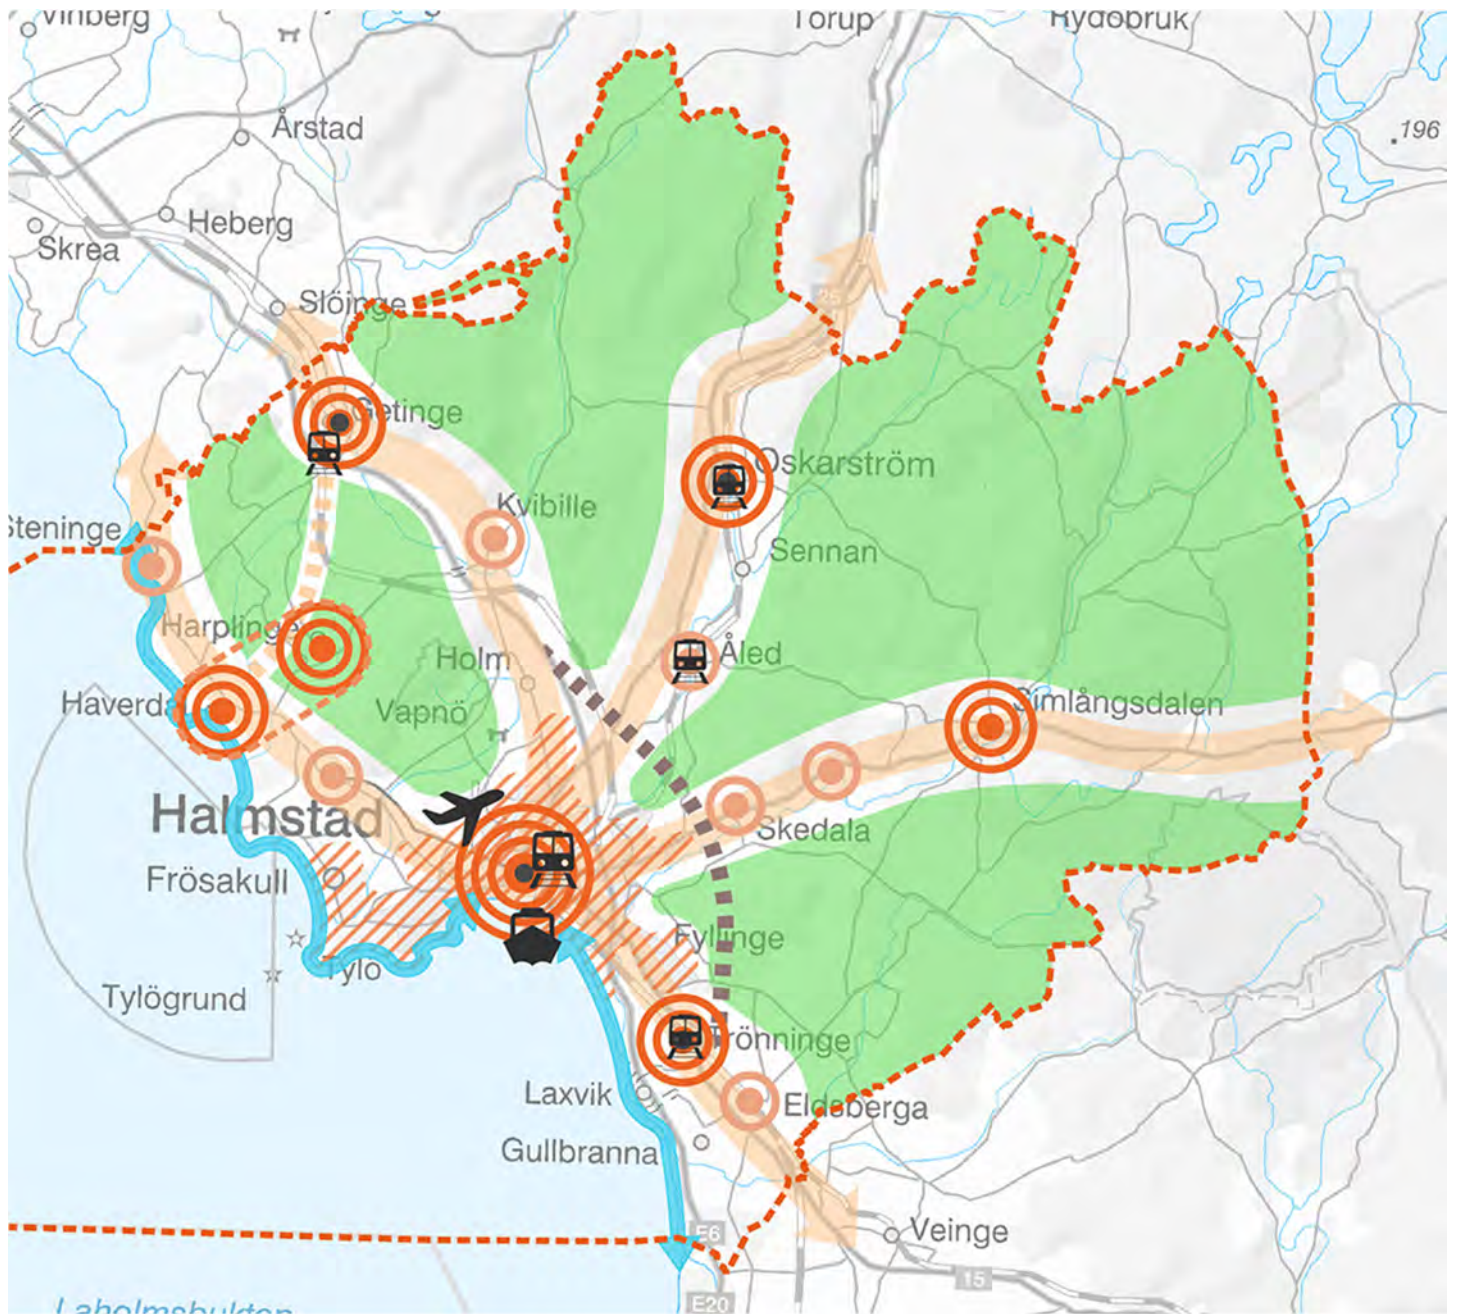 Vinberg
Torup
Rydöbruk
Årstad
196
Heberg
Skrea
Slöinge
25
Getinge
Oskarström
Kvibille
Steninge
Sennan
Harplinge
Holm
Åled
Haverdal
Vapnö
Simlångsdalen
Halmstad
Skedala
Frösakull
Fyllinge
Tylö
Tylögrund
Trönninge
Laxvik
Eldsberga
Gullbranna
E6
Veinge
15
E20
Laholmsbukten